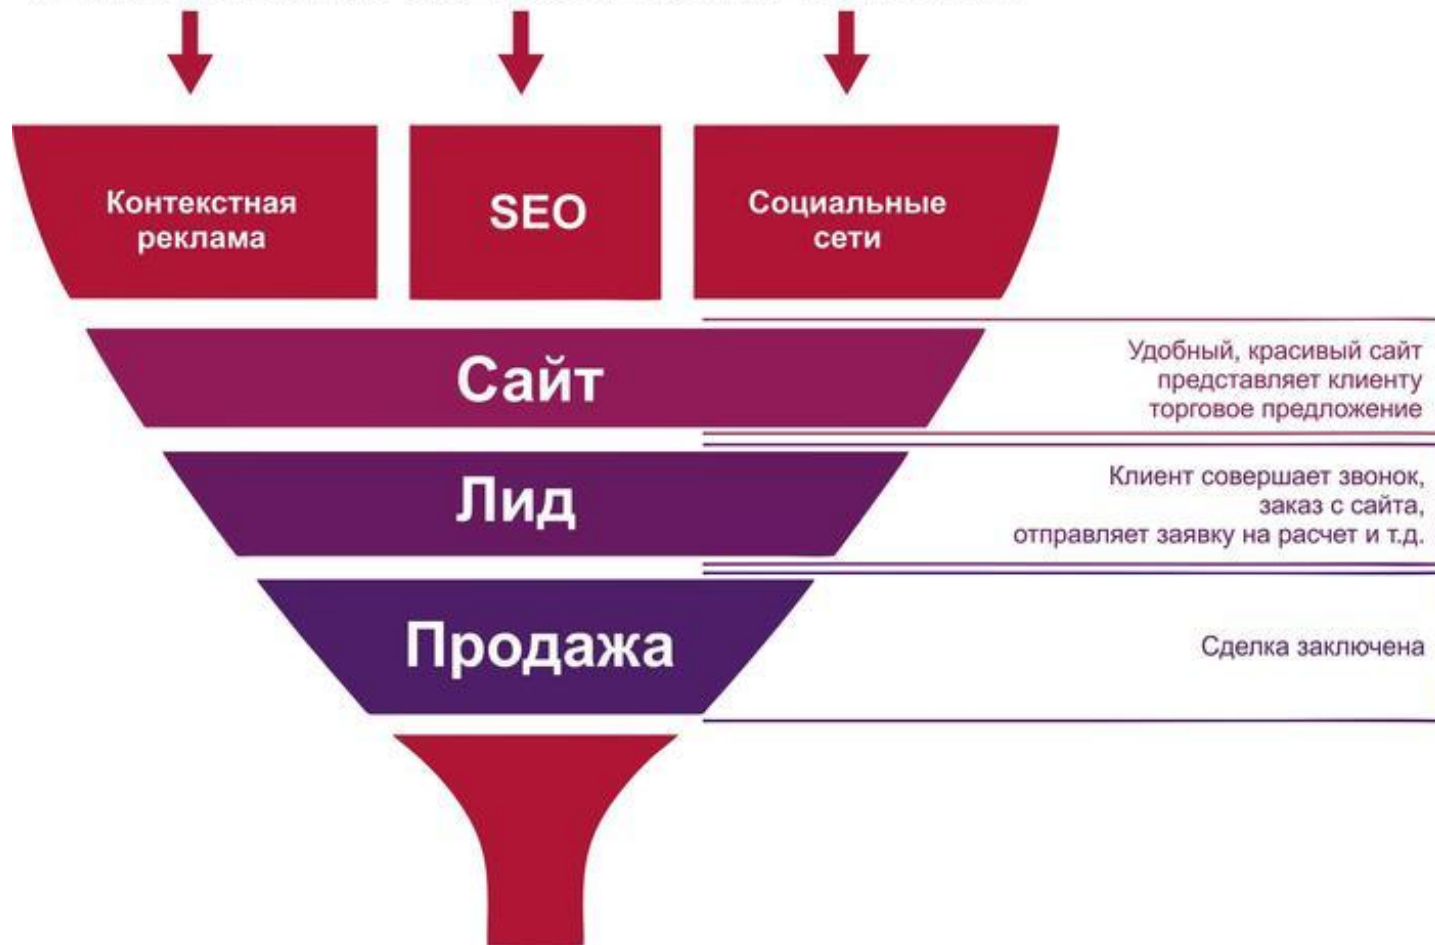 Контекстная
реклама
SEO
Социальные
сети
Сайт
Удобный, красивый сайт
представляет клиенту
торговое предложение
Лид
Клиент совершает звонок,
заказ с сайта,
отправляет заявку на расчет и т.д.
Продажа
Сделка заключена